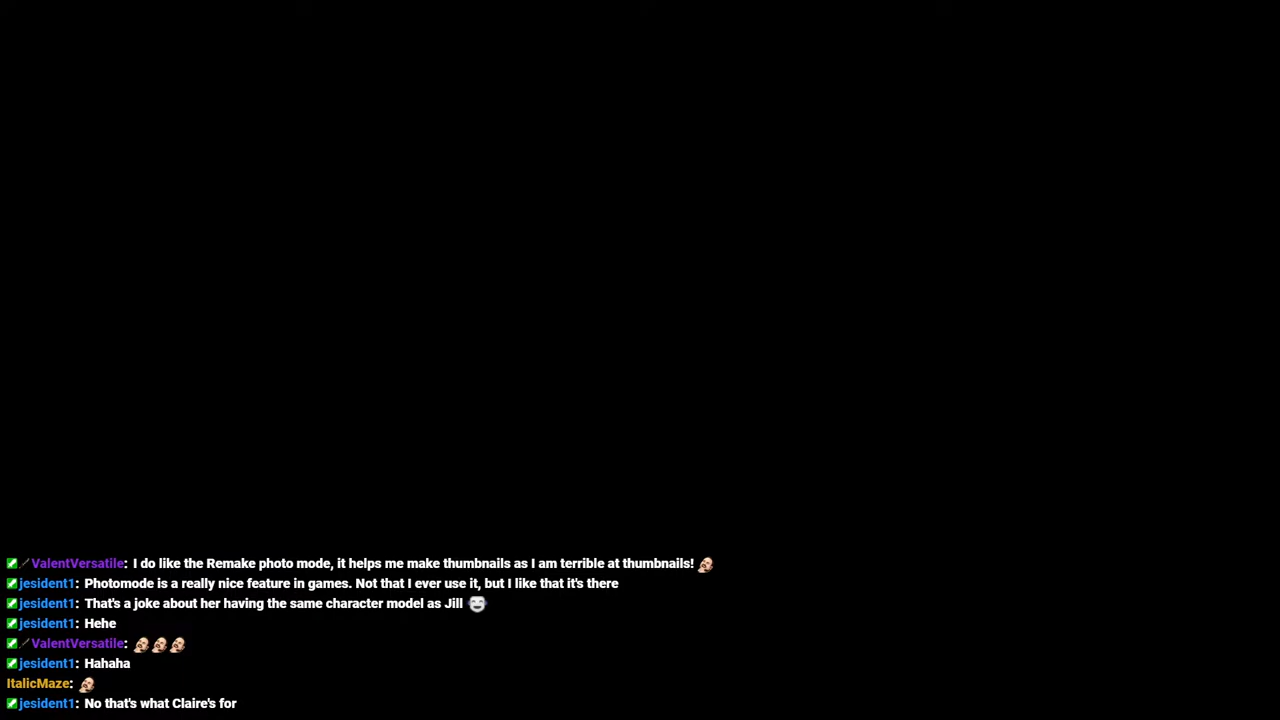 ValentVersatile: I do like the Remake photo mode, it helps me make thumbnails as I am terrible at thumbnails!
jesident1: Photomode is a really nice feature in games. Not that I ever use it, but I like that it's there
jesident1: That's a joke about her having the same character model as Jill
jesident1: Hehe
ValentVersatile:
jesident1: Hahaha
ItalicMaze:
jesident1: No that's what Claire's for